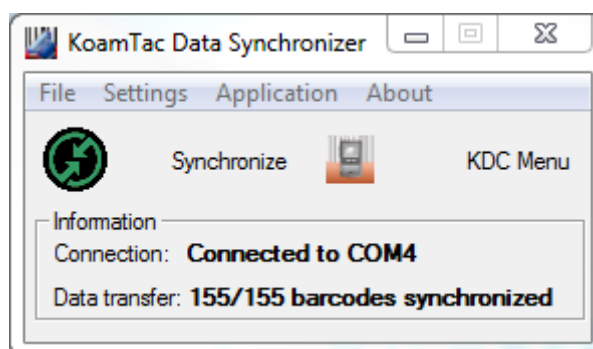 KoamTac Data Synchronizer
File Settings Application About
Synchronize KDC Menu
Information
Connection: Connected to COM4
Data transfer: 155/155 barcodes synchronized